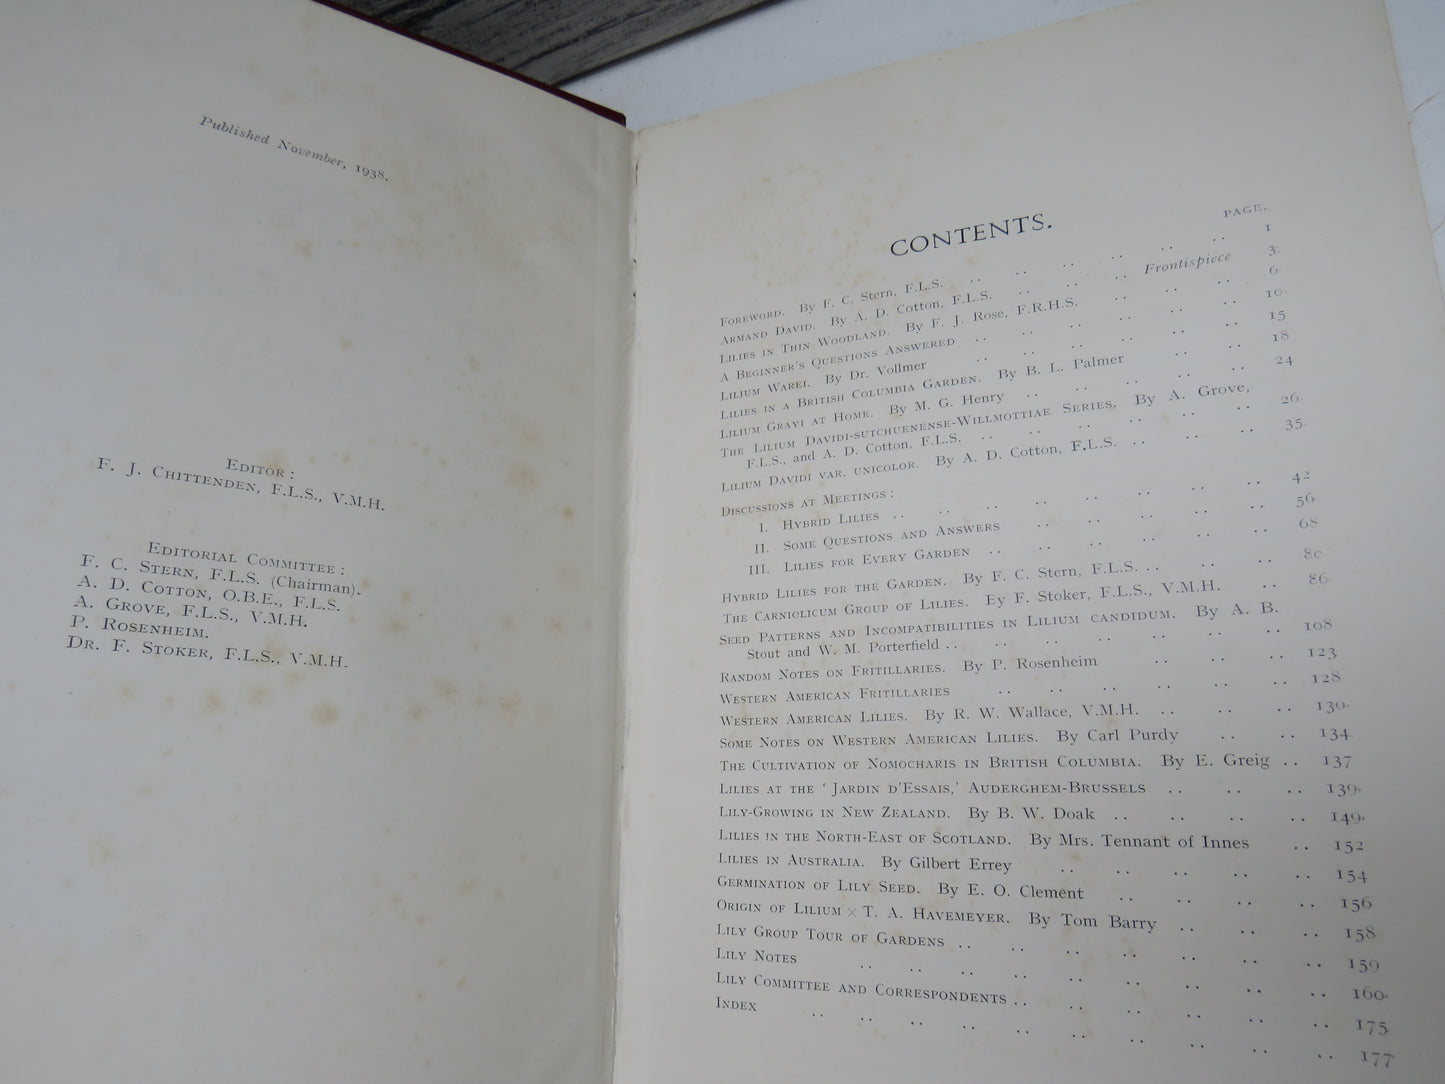 Published November, 1938.
EDITOR :
F. J. CHITTENDEN, F.L.S., V.M.H.
EDITORIAL COMMITTEE :
F. C. STERN, F.L.S. (Chairman).
A. D. COTTON, O.B.E., F.L.S.
A. GROVE, F.L.S., V.M.H.
P. ROSENHEIM.
DR. F. STOKER, F.L.S., V.M.H.
CONTENTS.
PAGE.
FOREWORD. By F. C. Stern, F.L.S. .. .. .. .. .. .. 1
ARMAND DAVID. By A. D. Cotton, F.L.S. .. .. .. Frontispiece 3
LILIES IN THIN WOODLAND. By F. J. Rose, F.R.H.S. .. .. .. 6
A BEGINNER'S QUESTIONS ANSWERED .. .. .. .. .. 10
LILIUM WAREI. By Dr. Vollmer .. .. .. .. .. 15
LILIES IN A BRITISH COLUMBIA GARDEN. By B. L. Palmer .. .. 18
LILIUM GRAYI AT HOME. By M. G. Henry .. .. .. .. 24
THE LILIUM DAVIDI-SUTCHUENENSE-WILLMOTTIAE SERIES. By A. Grove,
F.L.S., and A. D. Cotton, F.L.S. .. .. .. .. .. 26
LILIUM DAVIDI VAR. UNICOLOR. By A. D. Cotton, F.L.S. .. .. .. 35
DISCUSSIONS AT MEETINGS :
I. HYBRID LILIES .. .. .. .. .. .. .. 42
II. SOME QUESTIONS AND ANSWERS .. .. .. .. .. 56
III. LILIES FOR EVERY GARDEN .. .. .. .. .. 68
HYBRID LILIES FOR THE GARDEN. By F. C. Stern, F.L.S. .. .. .. 80
THE CARNIOLICUM GROUP OF LILIES. Ey F. Stoker, F.L.S., V.M.H. .. 86
SEED PATTERNS AND INCOMPATIBILITIES IN LILIUM CANDIDUM. By A. B.
Stout and W. M. Porterfield .. .. .. .. .. .. 108
RANDOM NOTES ON FRITILLARIES. By P. Rosenheim .. .. .. 123
WESTERN AMERICAN FRITILLARIES .. .. .. .. .. .. 128
WESTERN AMERICAN LILIES. By R. W. Wallace, V.M.H. .. .. .. 130
SOME NOTES ON WESTERN AMERICAN LILIES. By Carl Purdy .. .. 134
THE CULTIVATION OF NOMOCHARIS IN BRITISH COLUMBIA. By E. Greig .. 137
LILIES AT THE 'JARDIN D'ESSAIS,' AUDERGHEM-BRUSSELS .. .. .. 139
LILY-GROWING IN NEW ZEALAND. By B. W. Doak .. .. .. .. 149
LILIES IN THE NORTH-EAST OF SCOTLAND. By Mrs. Tennant of Innes .. 152
LILIES IN AUSTRALIA. By Gilbert Errey .. .. .. .. .. 154
GERMINATION OF LILY SEED. By E. O. Clement .. .. .. .. 156
ORIGIN OF LILIUM × T. A. HAVEMEYER. By Tom Barry .. .. .. 158
LILY GROUP TOUR OF GARDENS .. .. .. .. .. .. .. 159
LILY NOTES .. .. .. .. .. .. .. .. .. 160
LILY COMMITTEE AND CORRESPONDENTS .. .. .. .. .. .. 175
INDEX .. .. .. .. .. .. .. .. .. .. 177